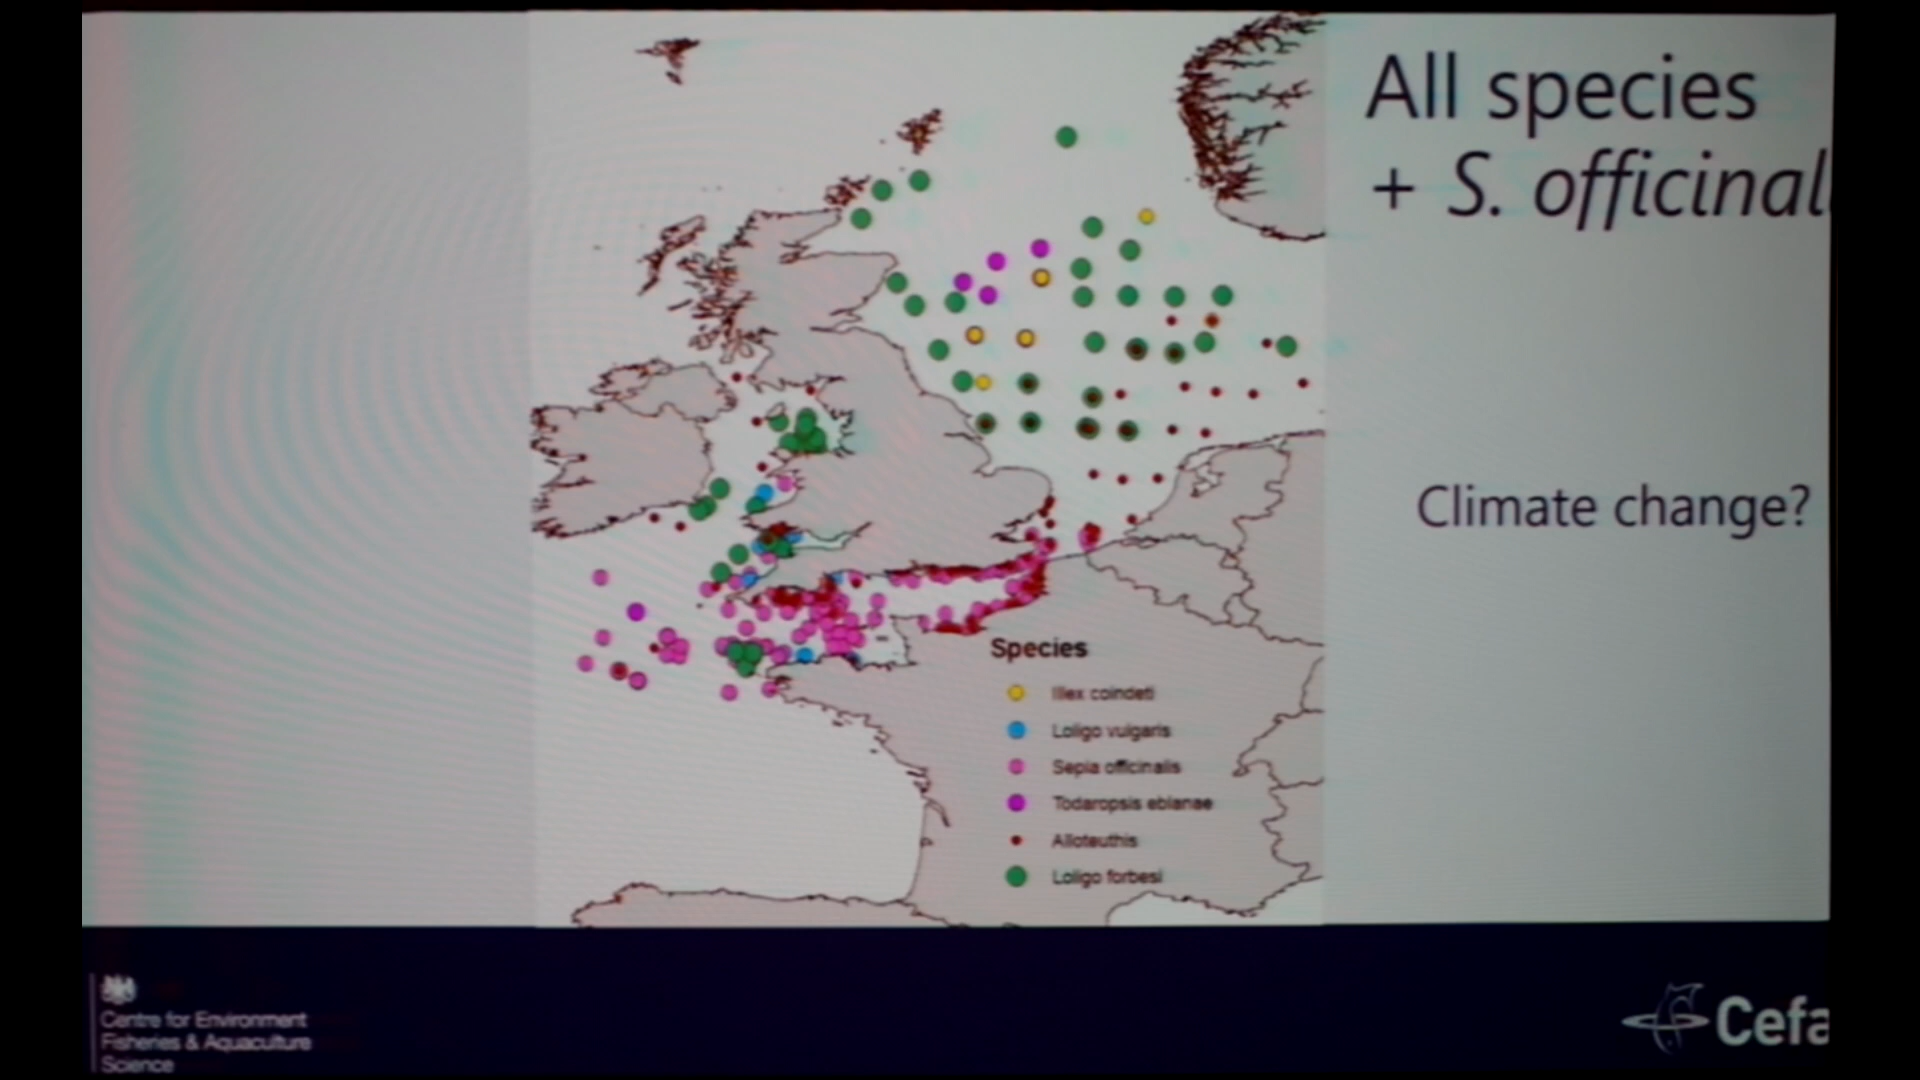 All species
+ S. officinal
Climate change?
Species
Illex coindeti
Loligo vulgaris
Sepia officinalis
Todaropsis eblanae
Alloteuthis
Loligo forbesi
Centre for Environment
Fisheries & Aquaculture
Science
Cefa